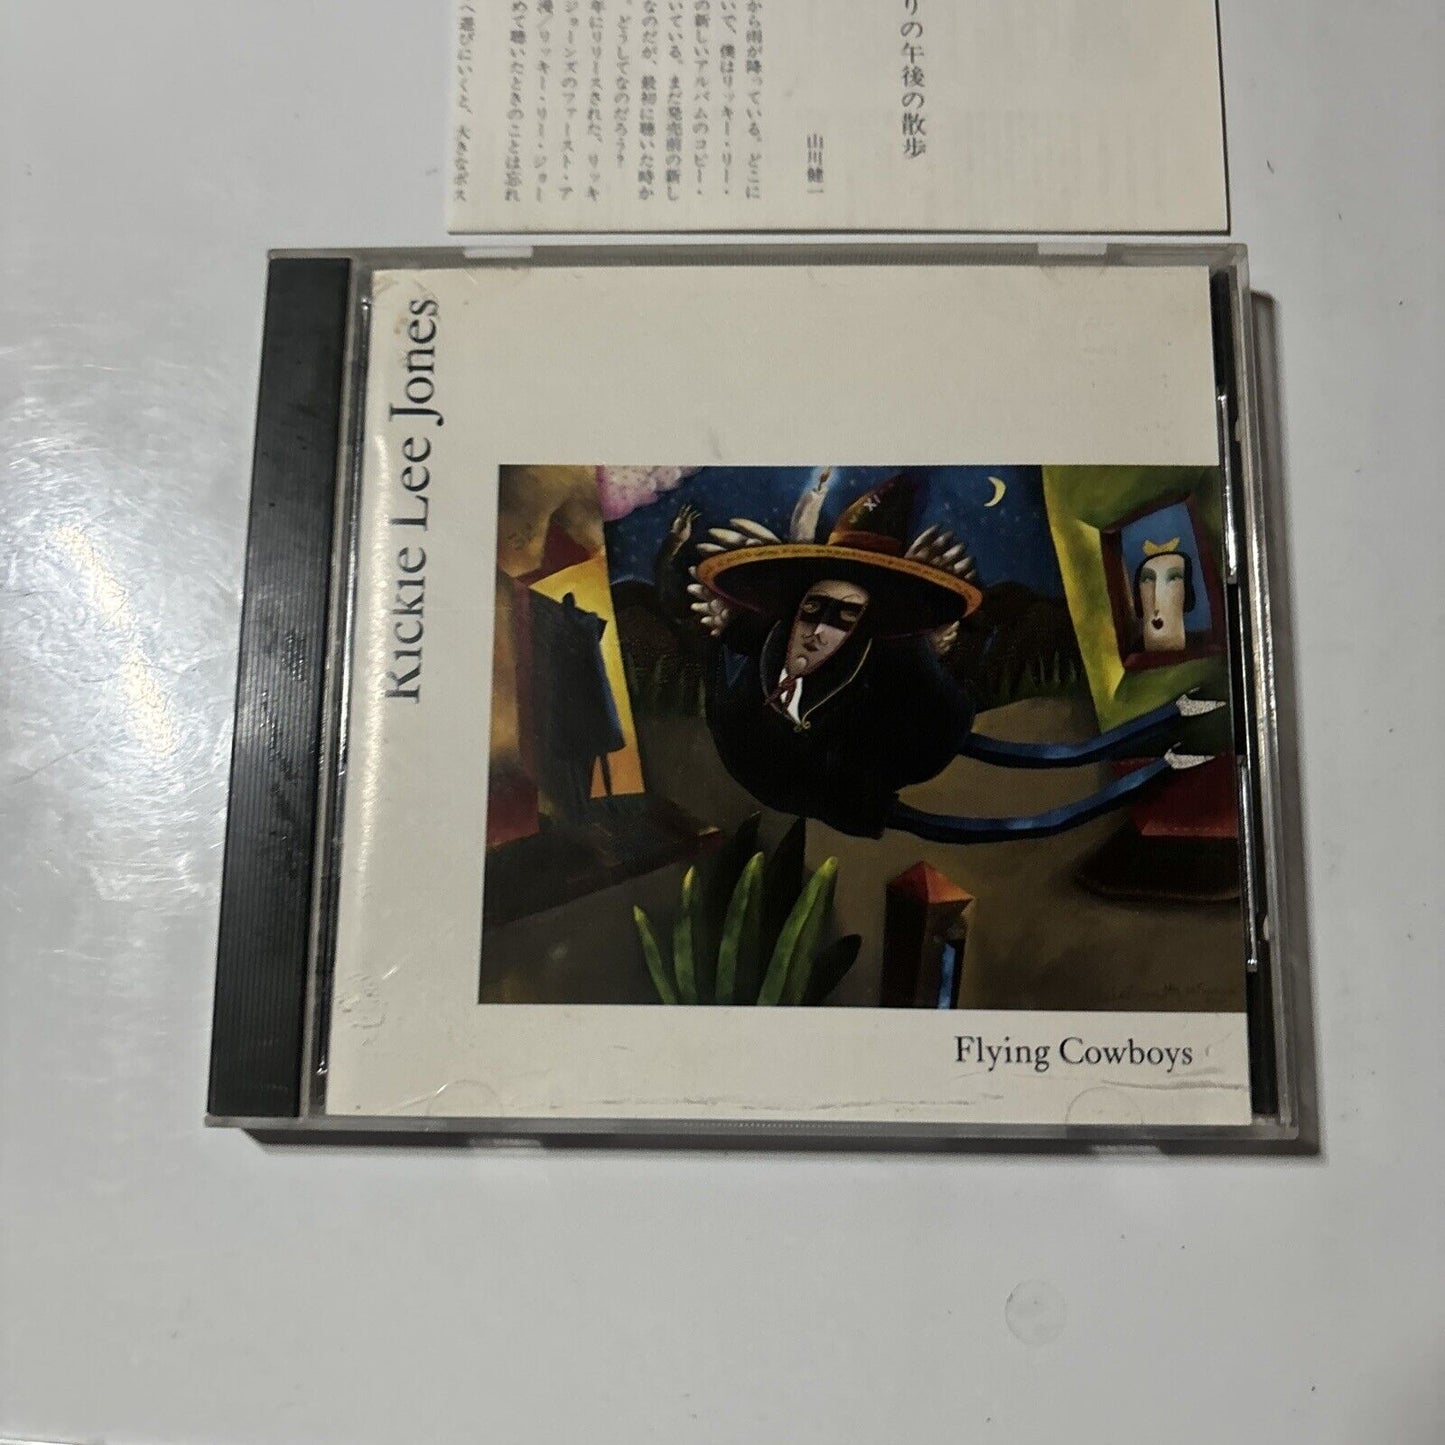 りの午後の散歩
山川健一
から雨が降っている。どこに
いて、僕はリッキー・リー・
の新しいアルバムのコピー・
いている。まだ発売前の新し
なのだが、最初に聴いた時か
。どうしてなのだろう?
年にリリースされた、リッキ
ジョーンズのファースト・ア
浪／リッキー・リー・ジョー
めて聴いたときのことは忘れ
へ遊びにいくと、大きなボス
Rickie Lee Jones
XI
Flying Cowboys